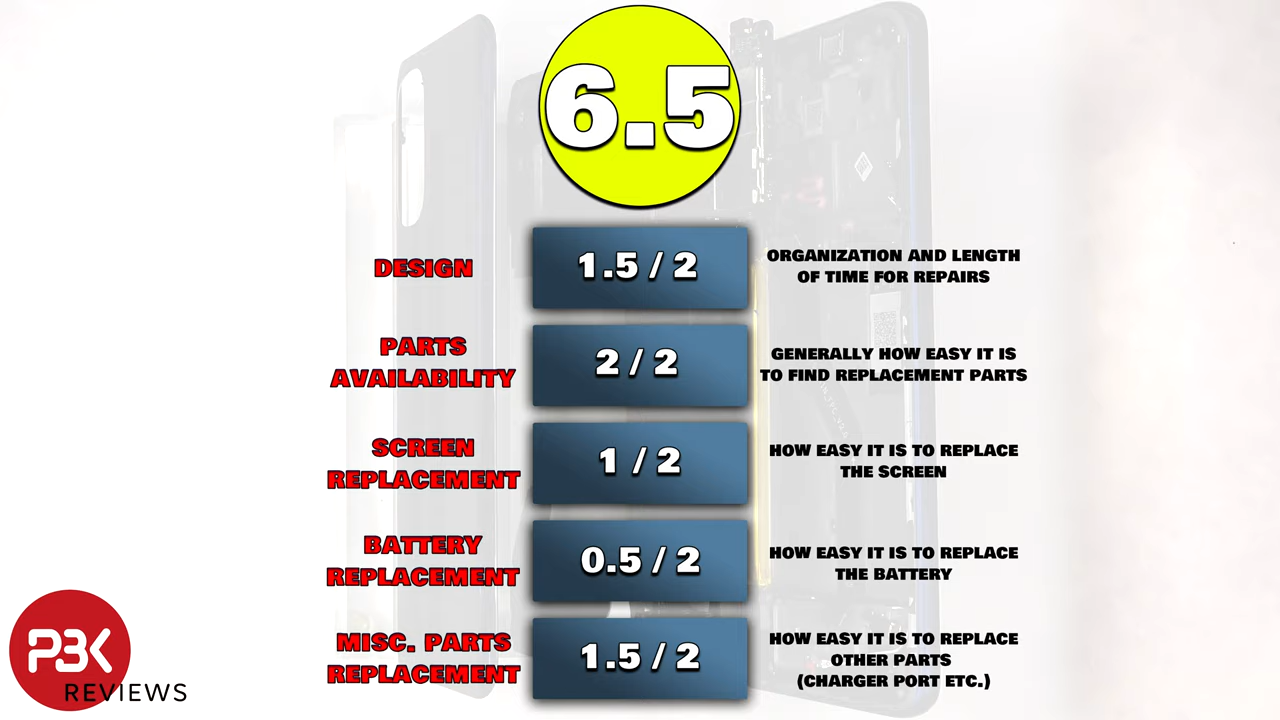 6.5
DESIGN
1.5 / 2
ORGANIZATION AND LENGTH
OF TIME FOR REPAIRS
PARTS
AVAILABILITY
2 / 2
GENERALLY HOW EASY IT IS
TO FIND REPLACEMENT PARTS
SCREEN
REPLACEMENT
1 / 2
HOW EASY IT IS TO REPLACE
THE SCREEN
BATTERY
REPLACEMENT
0.5 / 2
HOW EASY IT IS TO REPLACE
THE BATTERY
MISC. PARTS
REPLACEMENT
1.5 / 2
HOW EASY IT IS TO REPLACE
OTHER PARTS
(CHARGER PORT ETC.)
PBK
REVIEWS